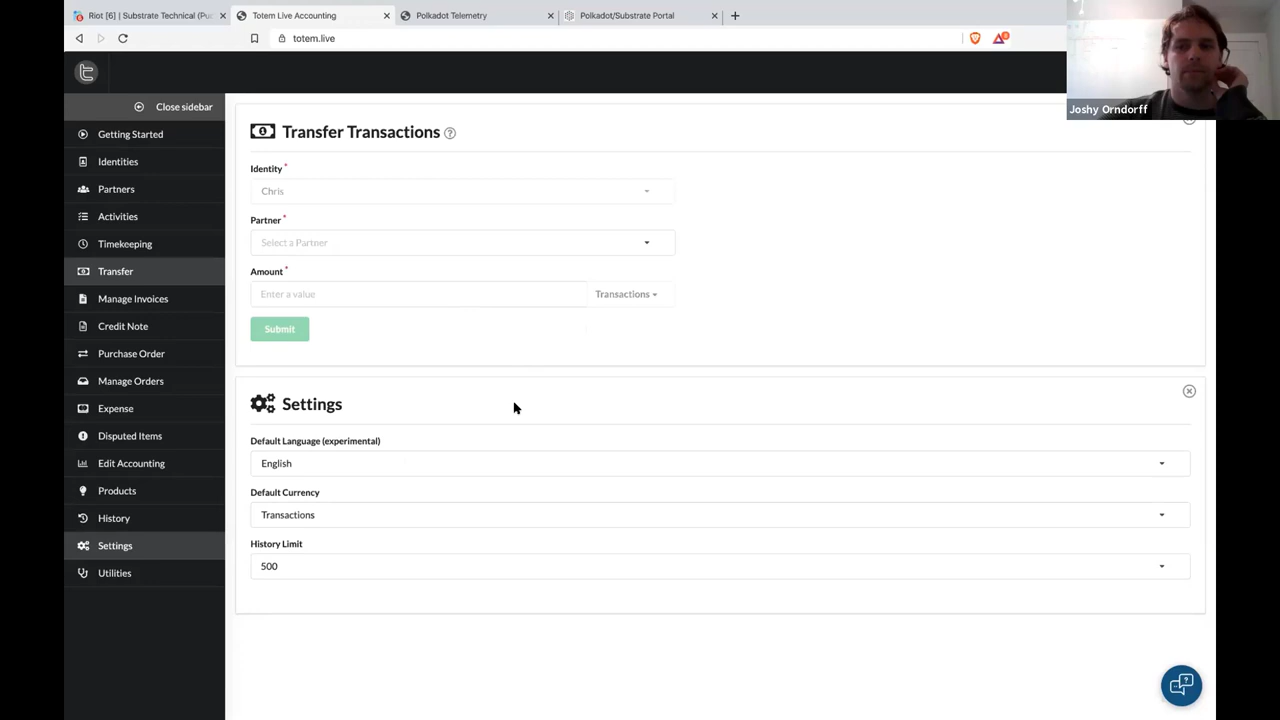 Riot [6] | Substrate Technical (Pu
Totem Live Accounting
Polkadot Telemetry
Polkadot/Substrate Portal
totem.live
Joshy Orndorff
Close sidebar
Getting Started
Identities
Partners
Activities
Timekeeping
Transfer
Manage Invoices
Credit Note
Purchase Order
Manage Orders
Expense
Disputed Items
Edit Accounting
Products
History
Settings
Utilities
Transfer Transactions
Identity *
Chris
Partner *
Select a Partner
Amount *
Enter a value
Transactions
Submit
Settings
Default Language (experimental)
English
Default Currency
Transactions
History Limit
500